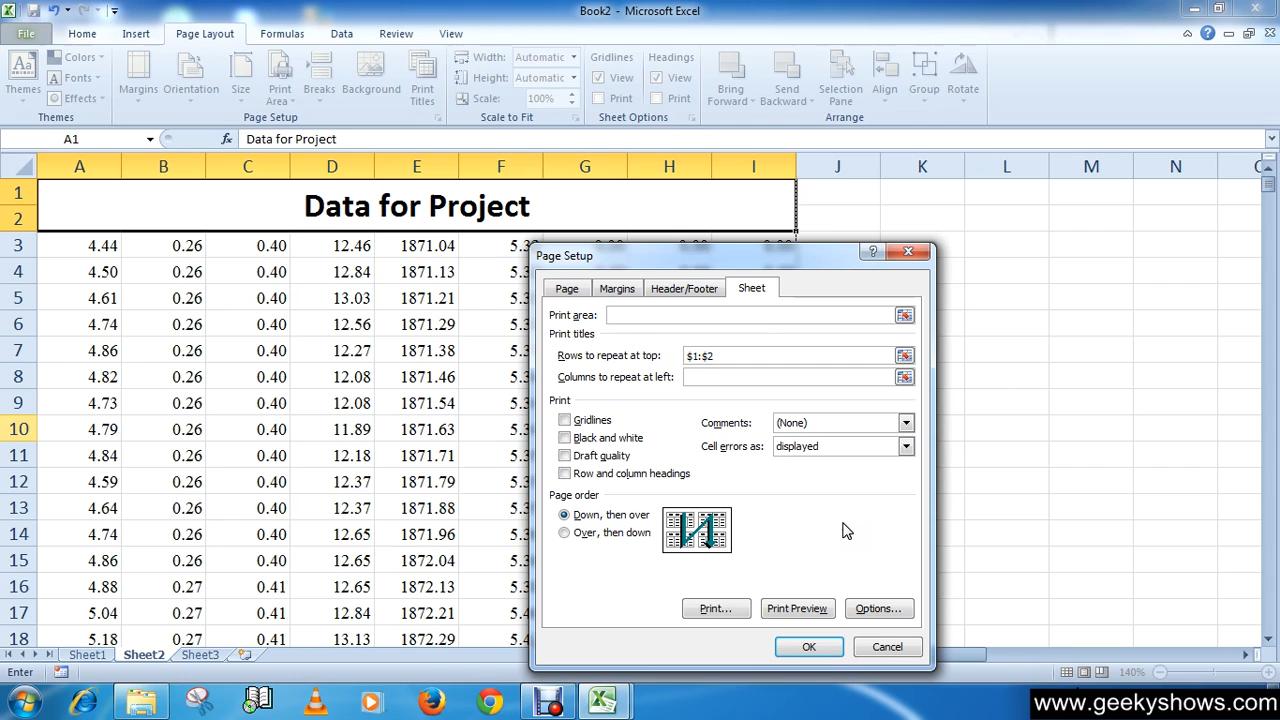 Book2 - Microsoft Excel
File Home Insert Page Layout Formulas Data Review View
Themes
Colors
Fonts
Effects
Margins
Orientation
Size
Print Area
Breaks
Background
Print Titles
Width: Automatic
Height: Automatic
Scale: 100%
Gridlines
View
Print
Headings
View
Print
Bring Forward
Send Backward
Selection Pane
Align
Group
Rotate
Themes Page Setup Scale to Fit Sheet Options Arrange
A1 fx Data for Project
A B C D E F G H I J K L M N
1
2
Data for Project
3 4.44 0.26 0.40 12.46 1871.04
4 4.50 0.26 0.40 12.84 1871.13
5 4.61 0.26 0.40 13.03 1871.21
6 4.74 0.26 0.40 12.56 1871.29
7 4.86 0.26 0.40 12.27 1871.38
8 4.82 0.26 0.40 12.08 1871.46
9 4.73 0.26 0.40 12.08 1871.54
10 4.79 0.26 0.40 11.89 1871.63
11 4.84 0.26 0.40 12.18 1871.71
12 4.59 0.26 0.40 12.37 1871.79
13 4.64 0.26 0.40 12.37 1871.88
14 4.74 0.26 0.40 12.65 1871.96
15 4.86 0.26 0.40 12.65 1872.04
16 4.88 0.27 0.41 12.65 1872.13
17 5.04 0.27 0.41 12.84 1872.21
18 5.18 0.27 0.41 13.13 1872.29
Page Setup
Page Margins Header/Footer Sheet
Print area:
Print titles
Rows to repeat at top: $1:$2
Columns to repeat at left:
Print
Gridlines
Black and white
Draft quality
Row and column headings
Comments: (None)
Cell errors as: displayed
Page order
Down, then over
Over, then down
Print... Print Preview Options...
OK Cancel
Sheet1 Sheet2 Sheet3
Enter 140%
www.geekyshows.com